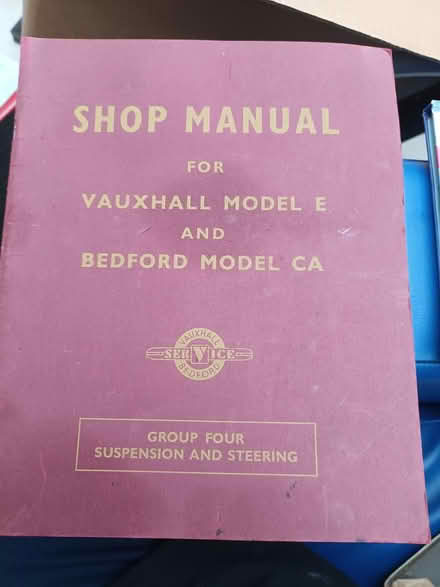 SHOP MANUAL
FOR
VAUXHALL MODEL E
AND
BEDFORD MODEL CA
VAUXHALL
SERVICE
BEDFORD
GROUP FOUR
SUSPENSION AND STEERING